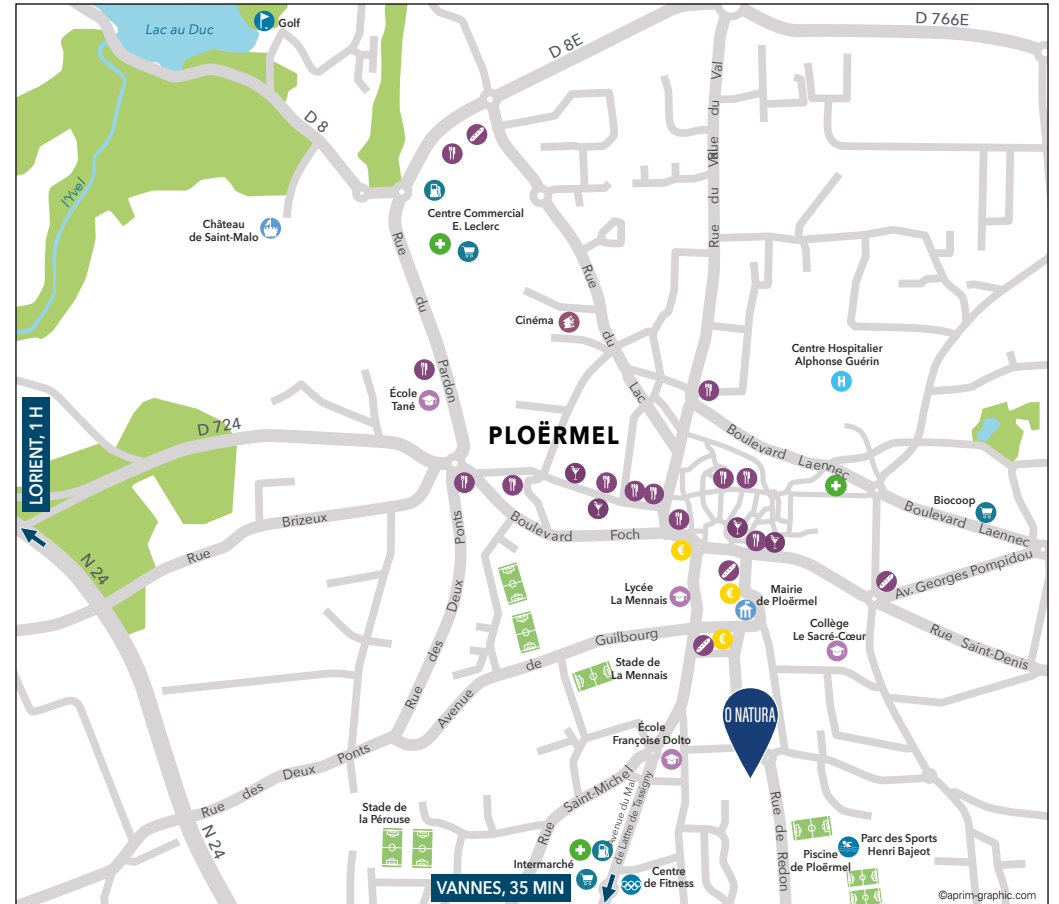 Lac au Duc
Golf
D 766E
D 8E
D 8
Rue du Val
Rue du Val
l'Yvel
Château
de Saint-Malo
Centre Commercial
E. Leclerc
Rue du Pardon
Rue du Lac
Cinéma
Centre Hospitalier
Alphonse Guérin
H
École
Tané
LORIENT, 1 H
D 724
PLOËRMEL
Boulevard Laennec
Biocoop
Boulevard Laennec
Rue Brizeux
Boulevard Foch
Rue des Deux Ponts
N 24
€
Av. Georges Pompidou
Lycée
La Mennais
€
Mairie
de Ploërmel
Collège
Le Sacré-Cœur
Rue Saint-Denis
€
Avenue de Guilbourg
Stade de
La Mennais
O NATURA
École
Françoise Dolto
Rue des Deux Ponts
Rue Saint-Michel
Avenue du Mal
de Lattre de Tassigny
Rue de Redon
N 24
Stade de
la Pérouse
Intermarché
Centre
de Fitness
Piscine
de Ploërmel
Parc des Sports
Henri Bajeot
VANNES, 35 MIN
©aprim-graphic.com